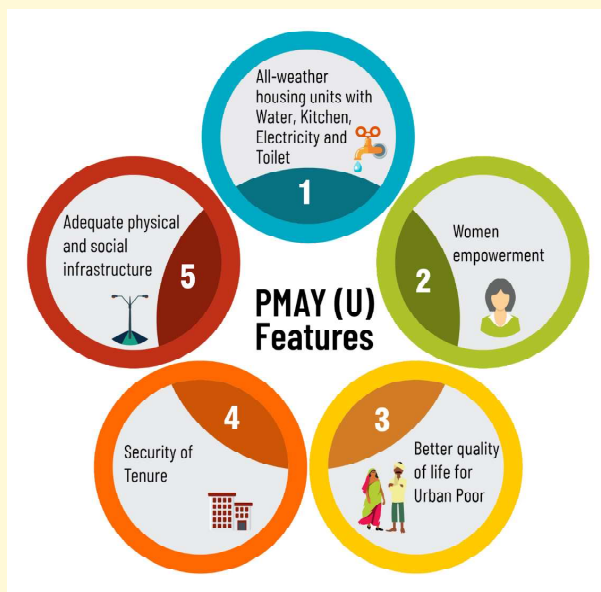 All-weather
housing units with
Water, Kitchen,
Electricity and
Toilet
1
Women
empowerment
2
Better quality
of life for
Urban Poor
3
Security of
Tenure
4
Adequate physical
and social
infrastructure
5
PMAY (U)
Features